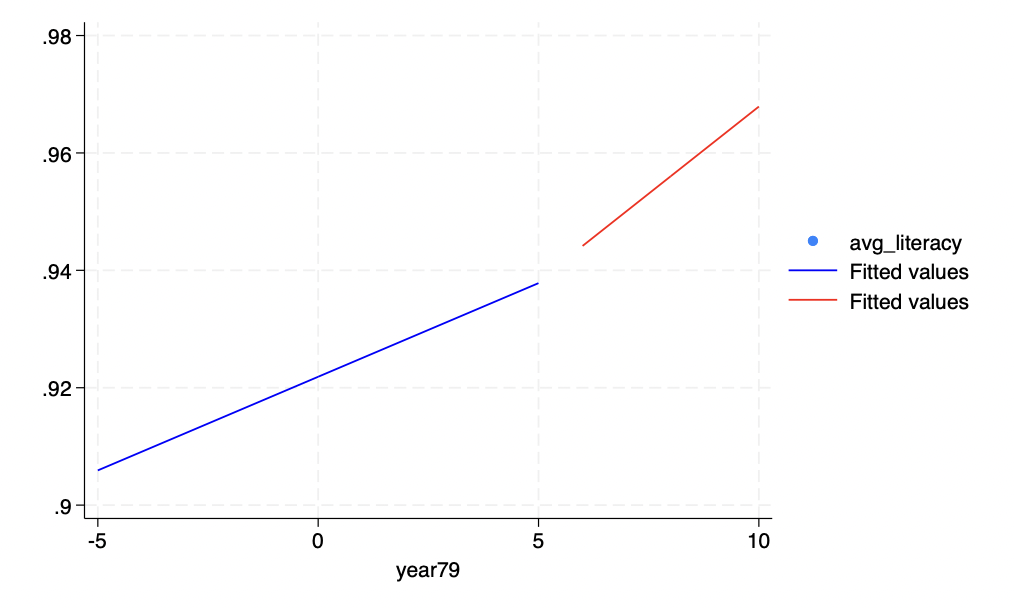 .98
.96
.94
.92
.9
-5 0 5 10
year79
avg_literacy
Fitted values
Fitted values